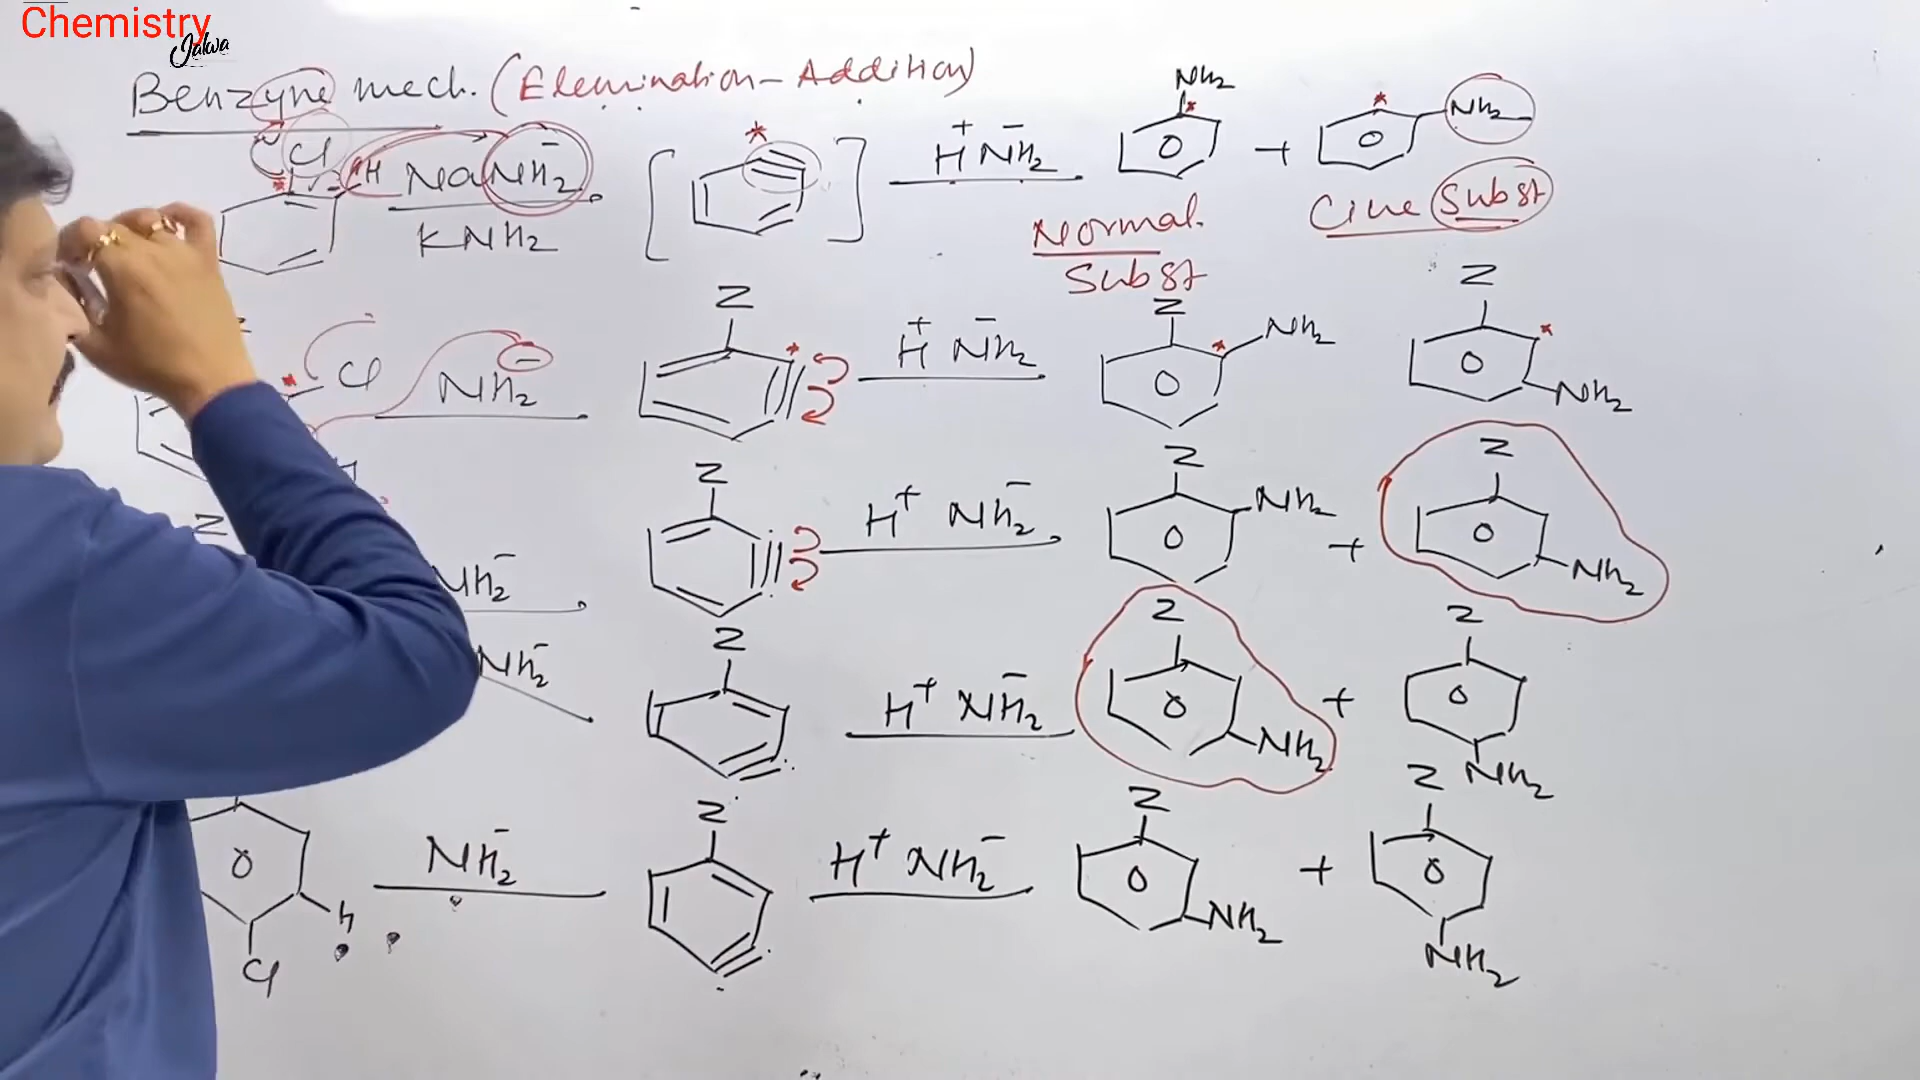 Chemistry
Jalwa
Benzyne mech. (Elemination-Addition)
NH2
NH2
Cl
H
NaNH2
KNH2
H+ NH2-
+
Normal
Subst
Cine Subst
Z
Cl
NH2-
Z
H+ NH2-
Z
NH2
Z
NH2
Z
NH2-
Z
H+ NH2-
Z
NH2
+
Z
NH2
NH2-
Z
H+ NH2-
Z
NH2
+
Z
NH2
H
Cl
NH2-
Z
H+ NH2-
Z
NH2
+
Z
NH2